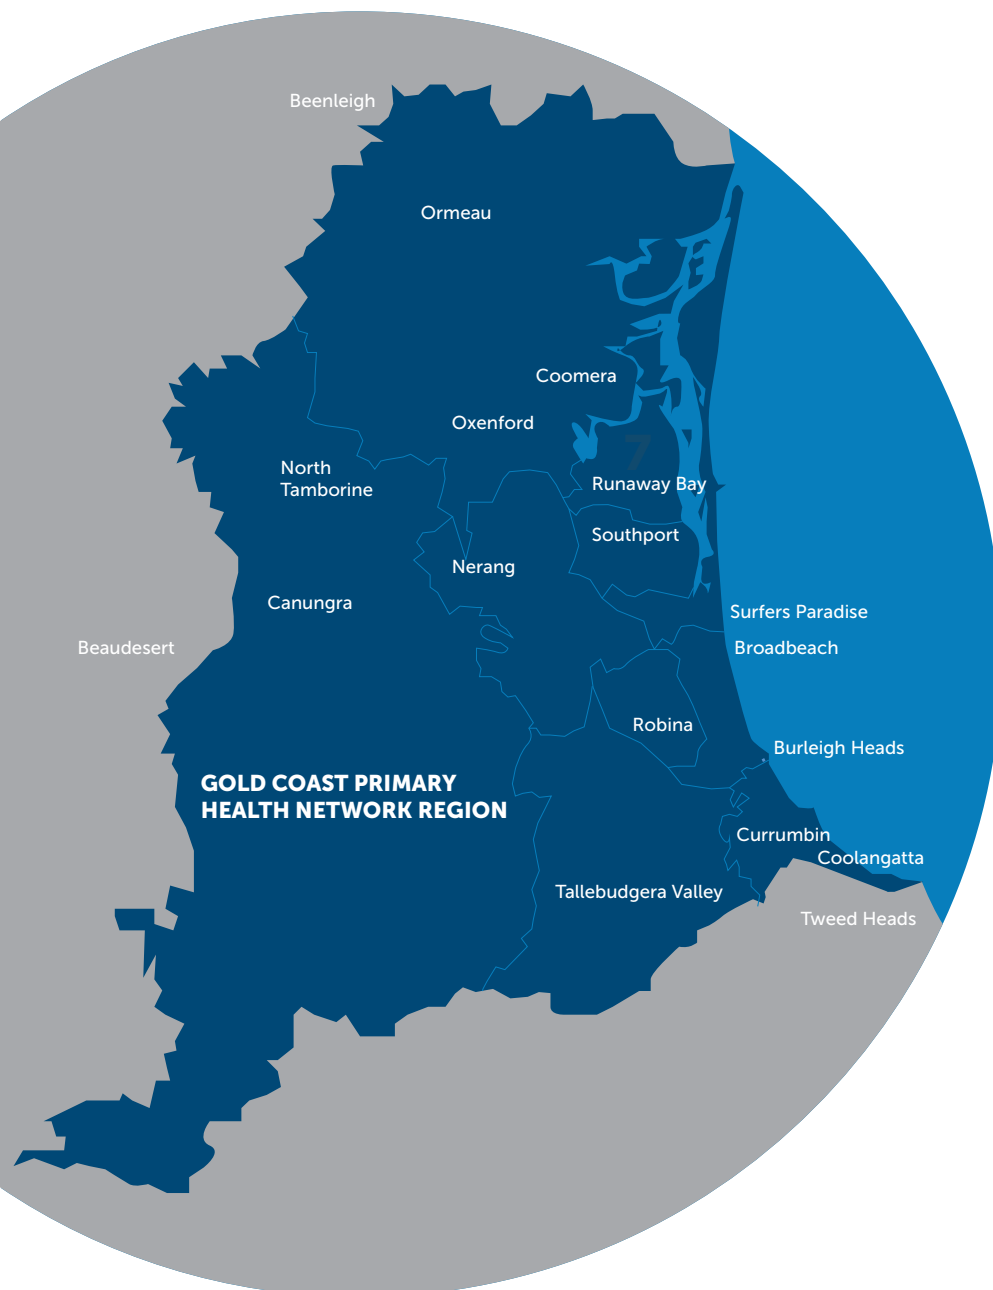 Beenleigh
Ormeau
Coomera
Oxenford
7
North
Tamborine
Runaway Bay
Southport
Nerang
Canungra
Surfers Paradise
Beaudesert
Broadbeach
Robina
Burleigh Heads
GOLD COAST PRIMARY
HEALTH NETWORK REGION
Currumbin
Coolangatta
Tallebudgera Valley
Tweed Heads